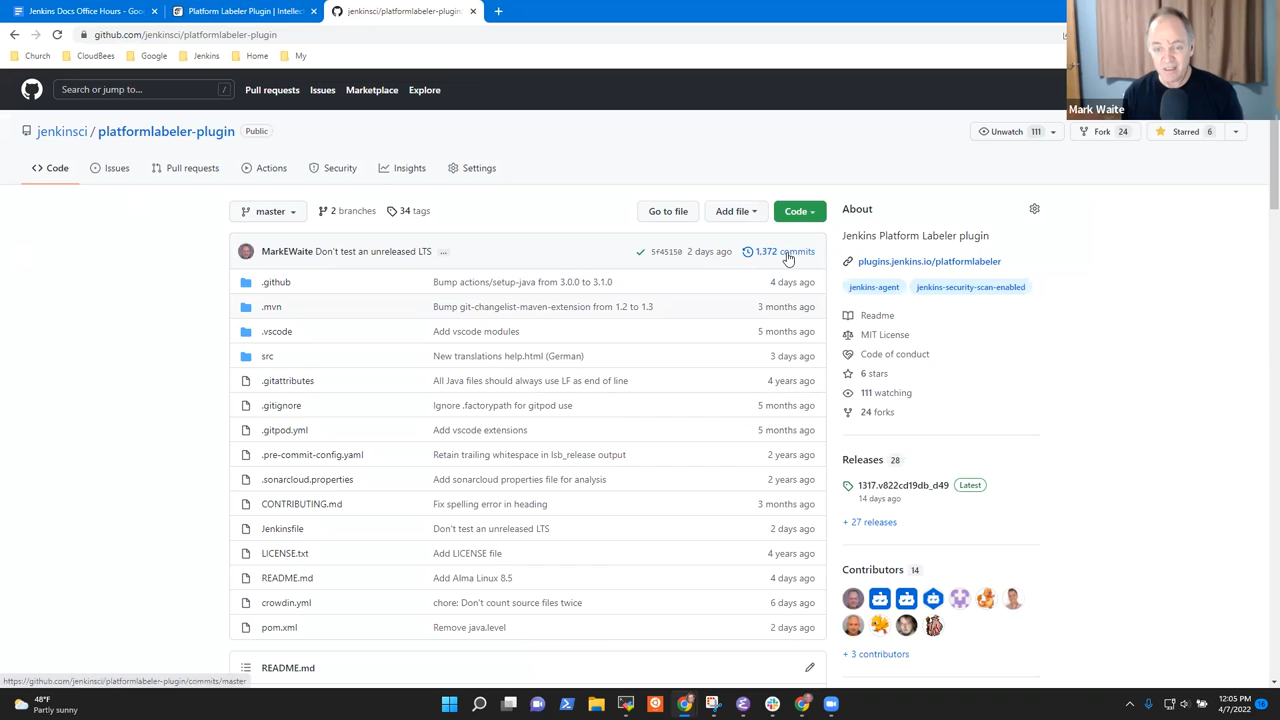 Jenkins Docs Office Hours - Goo
Platform Labeler Plugin | Intellec
jenkinsci/platformlabeler-plugin:
github.com/jenkinsci/platformlabeler-plugin
Church
CloudBees
Google
Jenkins
Home
My
Mark Waite
Search or jump to...
/
Pull requests
Issues
Marketplace
Explore
jenkinsci / platformlabeler-plugin
Public
Unwatch 111
Fork 24
Starred 6
Code
Issues
Pull requests
Actions
Security
Insights
Settings
master
2 branches
34 tags
Go to file
Add file
Code
MarkEWaite Don't test an unreleased LTS ...
5f45150 2 days ago
1,372 commits
.github Bump actions/setup-java from 3.0.0 to 3.1.0 4 days ago
.mvn Bump git-changelist-maven-extension from 1.2 to 1.3 3 months ago
.vscode Add vscode modules 5 months ago
src New translations help.html (German) 3 days ago
.gitattributes All Java files should always use LF as end of line 4 years ago
.gitignore Ignore .factorypath for gitpod use 5 months ago
.gitpod.yml Add vscode extensions 5 months ago
.pre-commit-config.yaml Retain trailing whitespace in lsb_release output 2 years ago
.sonarcloud.properties Add sonarcloud properties file for analysis 2 years ago
CONTRIBUTING.md Fix spelling error in heading 3 months ago
Jenkinsfile Don't test an unreleased LTS 2 days ago
LICENSE.txt Add LICENSE file 4 years ago
README.md Add Alma Linux 8.5 4 days ago
crowdin.yml chore: Don't count source files twice 6 days ago
pom.xml Remove java.level 2 days ago
README.md
About
Jenkins Platform Labeler plugin
plugins.jenkins.io/platformlabeler
jenkins-agent
jenkins-security-scan-enabled
Readme
MIT License
Code of conduct
6 stars
111 watching
24 forks
Releases 28
1317.v822cd19db_d49 Latest
14 days ago
+ 27 releases
Contributors 14
+ 3 contributors
https://github.com/jenkinsci/platformlabeler-plugin/commits/master
48°F
Partly sunny
12:05 PM
4/7/2022